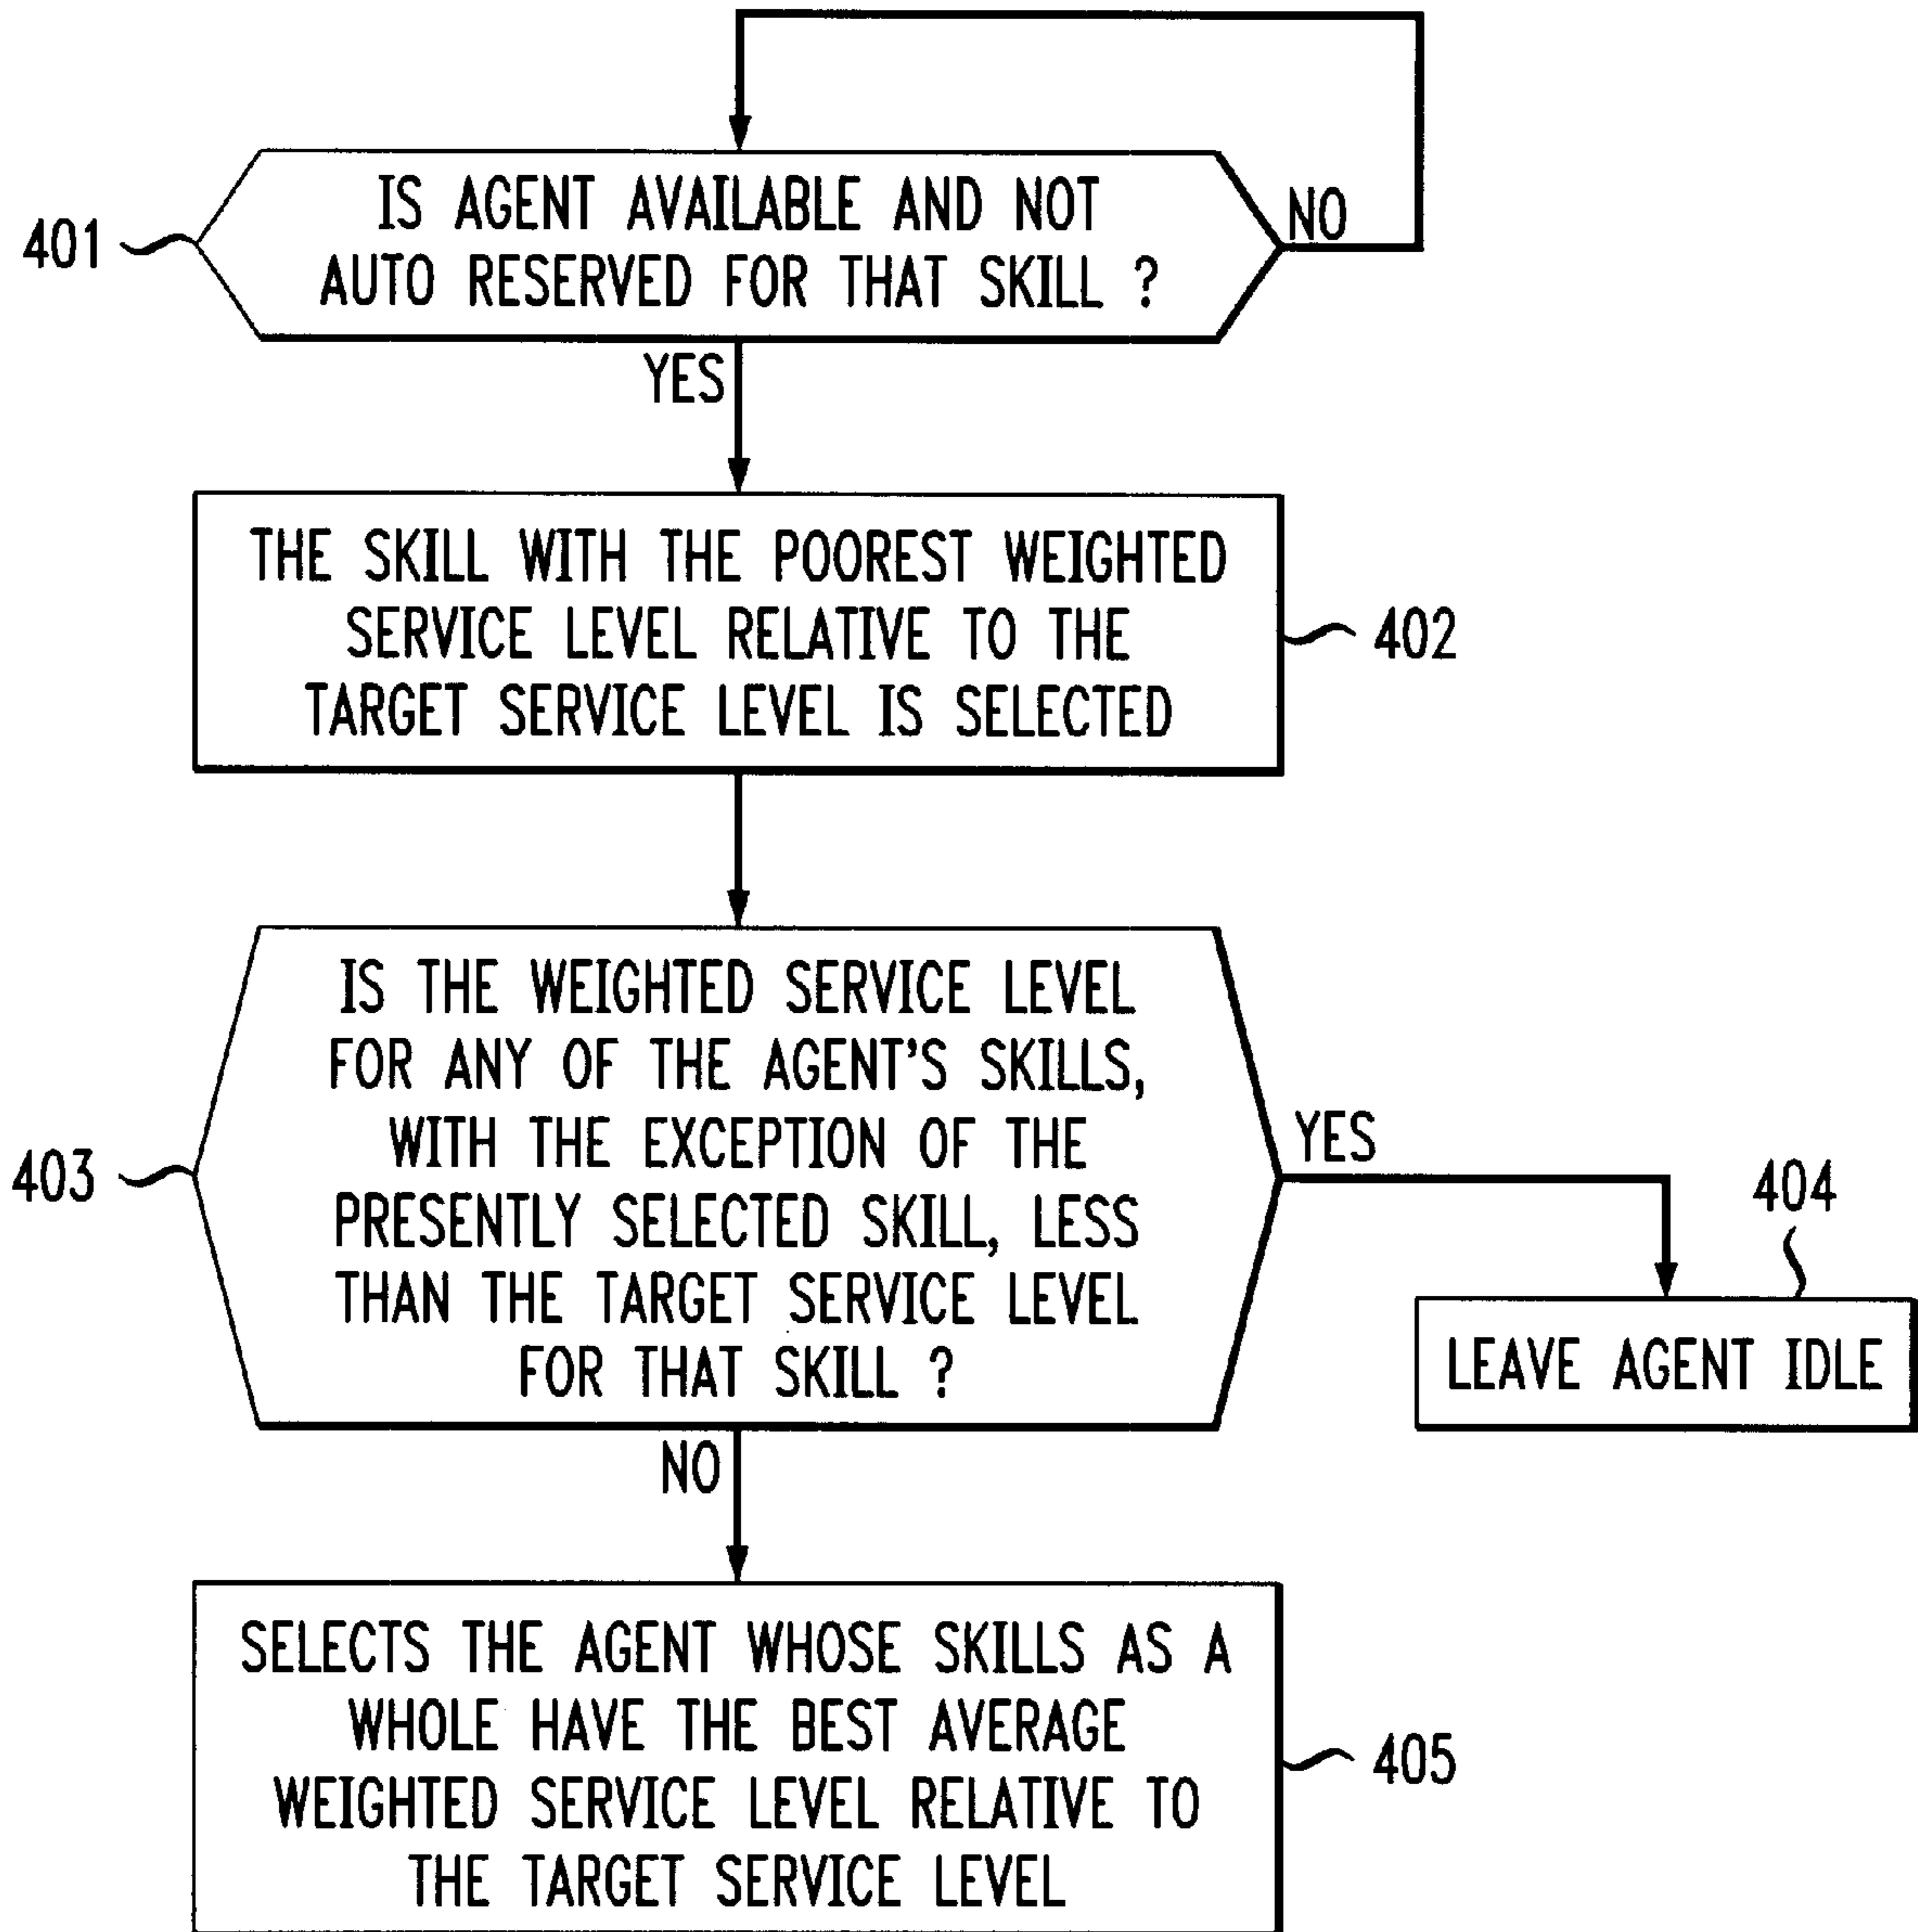 IS AGENT AVAILABLE AND NOT
AUTO RESERVED FOR THAT SKILL ?
NO
401
YES
THE SKILL WITH THE POOREST WEIGHTED
SERVICE LEVEL RELATIVE TO THE
TARGET SERVICE LEVEL IS SELECTED
402
IS THE WEIGHTED SERVICE LEVEL
FOR ANY OF THE AGENT'S SKILLS,
WITH THE EXCEPTION OF THE
PRESENTLY SELECTED SKILL, LESS
THAN THE TARGET SERVICE LEVEL
FOR THAT SKILL ?
403
YES
404
LEAVE AGENT IDLE
NO
SELECTS THE AGENT WHOSE SKILLS AS A
WHOLE HAVE THE BEST AVERAGE
WEIGHTED SERVICE LEVEL RELATIVE TO
THE TARGET SERVICE LEVEL
405